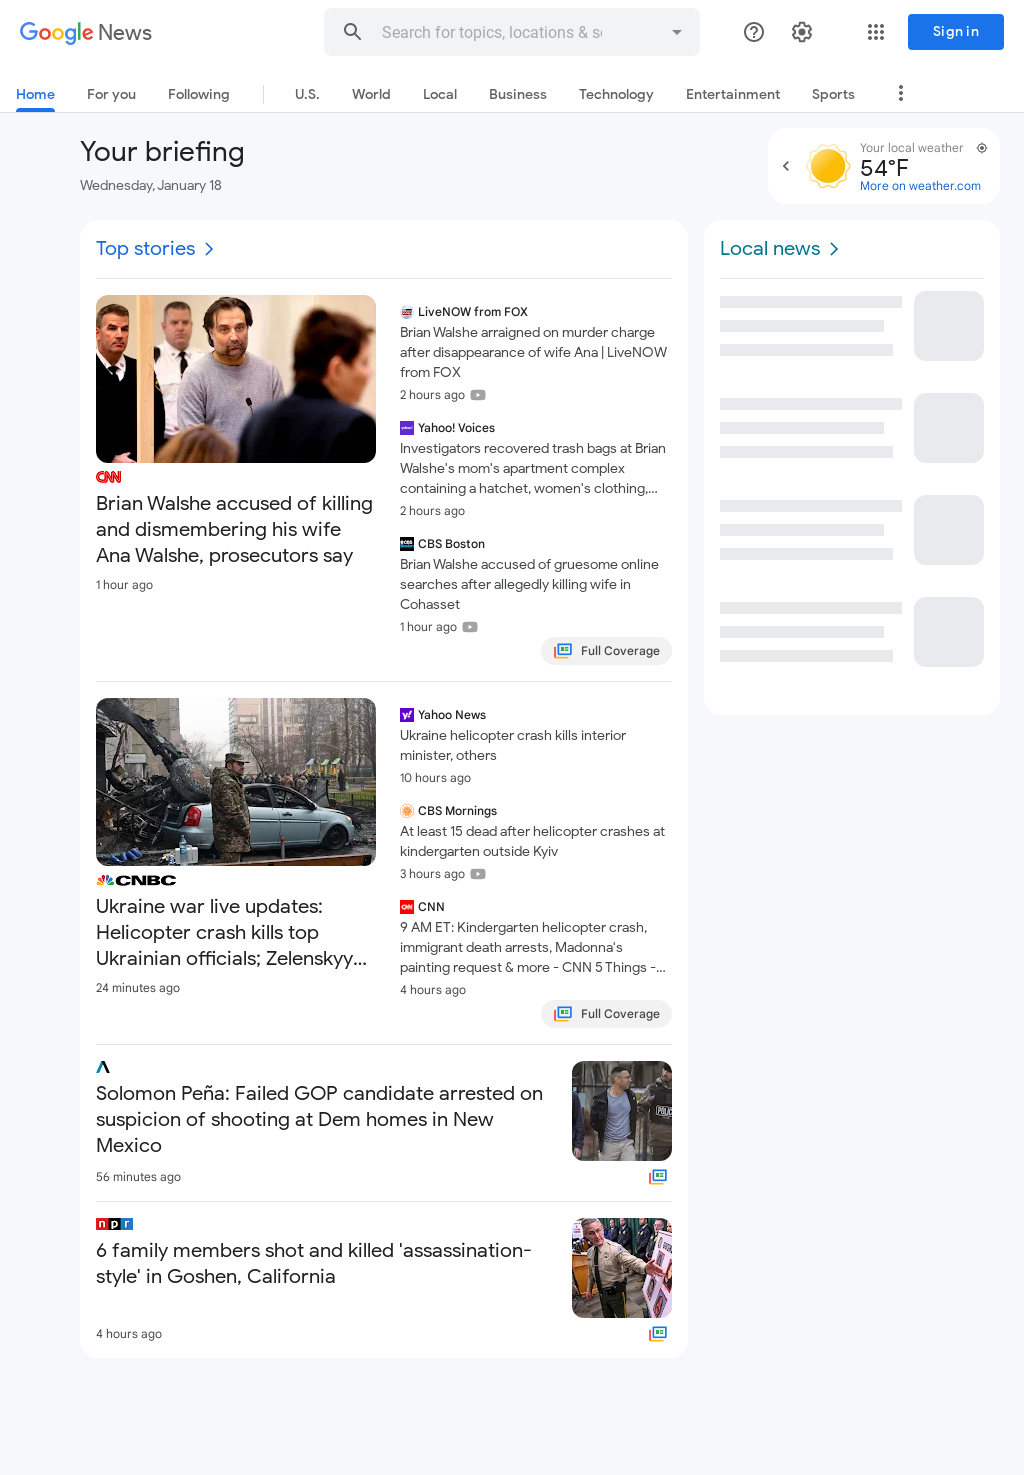 Google News
Search for topics, locations & so
Sign in
Home
For you
Following
U.S.
World
Local
Business
Technology
Entertainment
Sports
Your briefing
Wednesday, January 18
Your local weather
54°F
More on weather.com
Top stories
CNN
Brian Walshe accused of killing
and dismembering his wife
Ana Walshe, prosecutors say
1 hour ago
LiveNOW from FOX
Brian Walshe arraigned on murder charge
after disappearance of wife Ana | LiveNOW
from FOX
2 hours ago
Yahoo! Voices
Investigators recovered trash bags at Brian
Walshe's mom's apartment complex
containing a hatchet, women's clothing,...
2 hours ago
CBS Boston
Brian Walshe accused of gruesome online
searches after allegedly killing wife in
Cohasset
1 hour ago
Full Coverage
CNBC
Ukraine war live updates:
Helicopter crash kills top
Ukrainian officials; Zelenskyy...
24 minutes ago
Yahoo News
Ukraine helicopter crash kills interior
minister, others
10 hours ago
CBS Mornings
At least 15 dead after helicopter crashes at
kindergarten outside Kyiv
3 hours ago
CNN
9 AM ET: Kindergarten helicopter crash,
immigrant death arrests, Madonna's
painting request & more - CNN 5 Things -...
4 hours ago
Full Coverage
Solomon Peña: Failed GOP candidate arrested on
suspicion of shooting at Dem homes in New
Mexico
56 minutes ago
POLICE
npr
6 family members shot and killed 'assassination-
style' in Goshen, California
4 hours ago
Local news